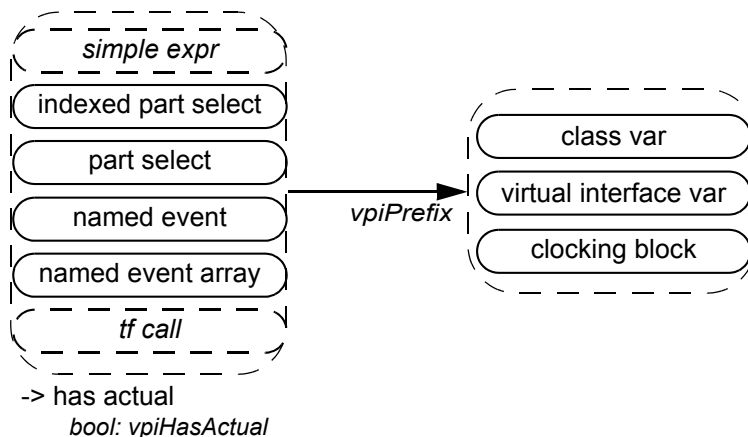 simple expr
indexed part select
part select
named event
named event array
tf call
-> has actual
bool: vpiHasActual
vpiPrefix
class var
virtual interface var
clocking block